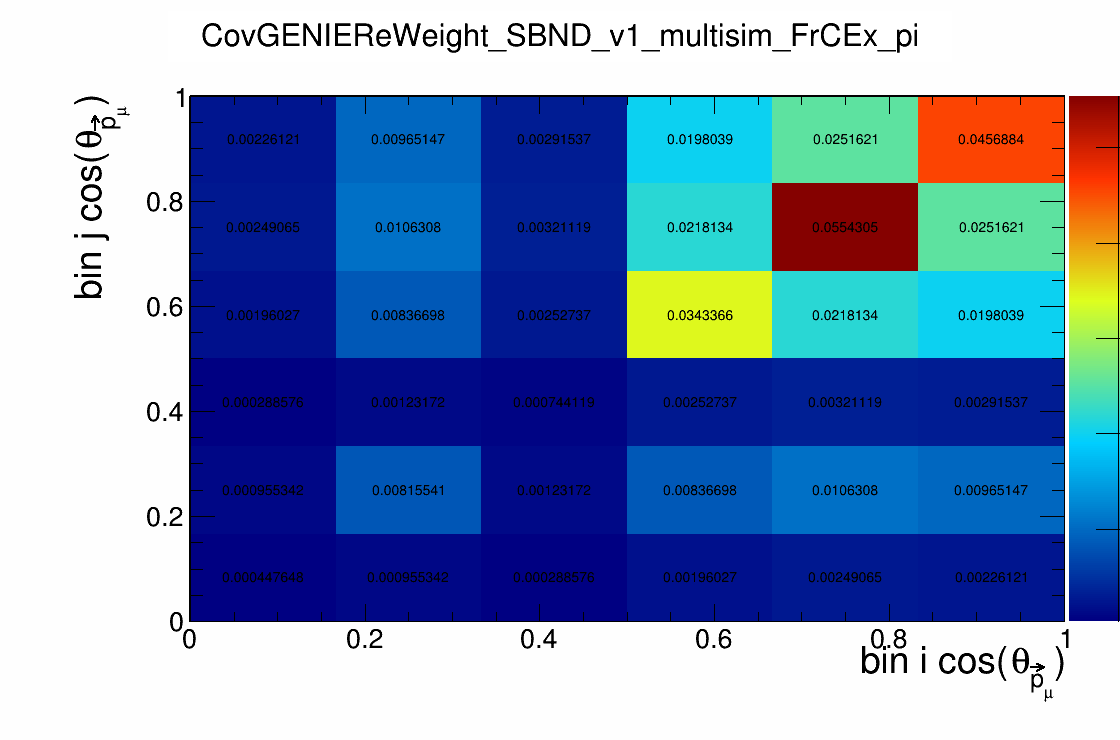 CovGENIEReWeight_SBND_v1_multisim_FrCEx_pi
bin j cos(θ_p⃗_μ)
1
0.8
0.6
0.4
0.2
0
0.00226121 0.00965147 0.00291537 0.0198039 0.0251621 0.0456884
0.00249065 0.0106308 0.00321119 0.0218134 0.0554305 0.0251621
0.00196027 0.00836698 0.00252737 0.0343366 0.0218134 0.0198039
0.000288576 0.00123172 0.000744119 0.00252737 0.00321119 0.00291537
0.000955342 0.00815541 0.00123172 0.00836698 0.0106308 0.00965147
0.000447648 0.000955342 0.000288576 0.00196027 0.00249065 0.00226121
0 0.2 0.4 0.6 0.8 1
bin i cos(θ_p⃗_μ)